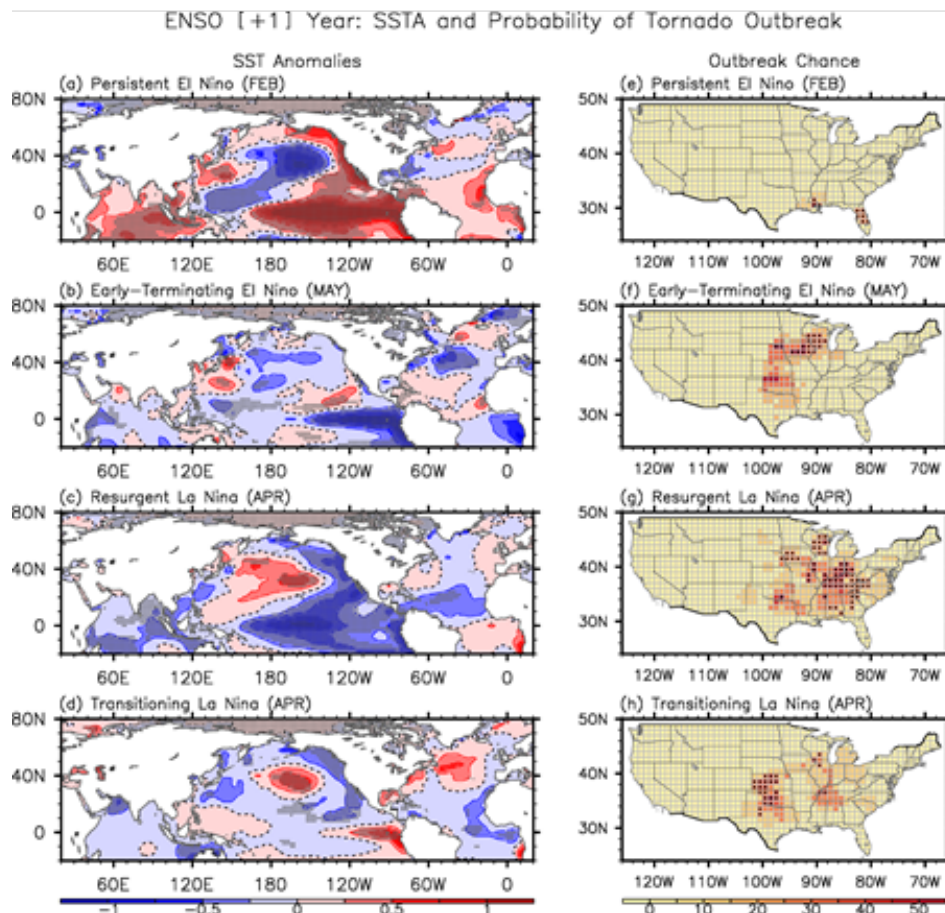 ENSO [+1] Year: SSTA and Probability of Tornado Outbreak
SST Anomalies
(a) Persistent El Nino (FEB)
80N
40N
0
60E 120E 180 120W 60W 0
(b) Early-Terminating El Nino (MAY)
80N
40N
0
60E 120E 180 120W 60W 0
(c) Resurgent La Nina (APR)
80N
40N
0
60E 120E 180 120W 60W 0
(d) Transitioning La Nina (APR)
80N
40N
0
60E 120E 180 120W 60W 0
-1 -0.5 0 0.5 1
Outbreak Chance
(e) Persistent El Nino (FEB)
50N
40N
30N
120W 110W 100W 90W 80W 70W
(f) Early-Terminating El Nino (MAY)
50N
40N
30N
120W 110W 100W 90W 80W 70W
(g) Resurgent La Nina (APR)
50N
40N
30N
120W 110W 100W 90W 80W 70W
(h) Transitioning La Nina (APR)
50N
40N
30N
120W 110W 100W 90W 80W 70W
0 10 20 30 40 50